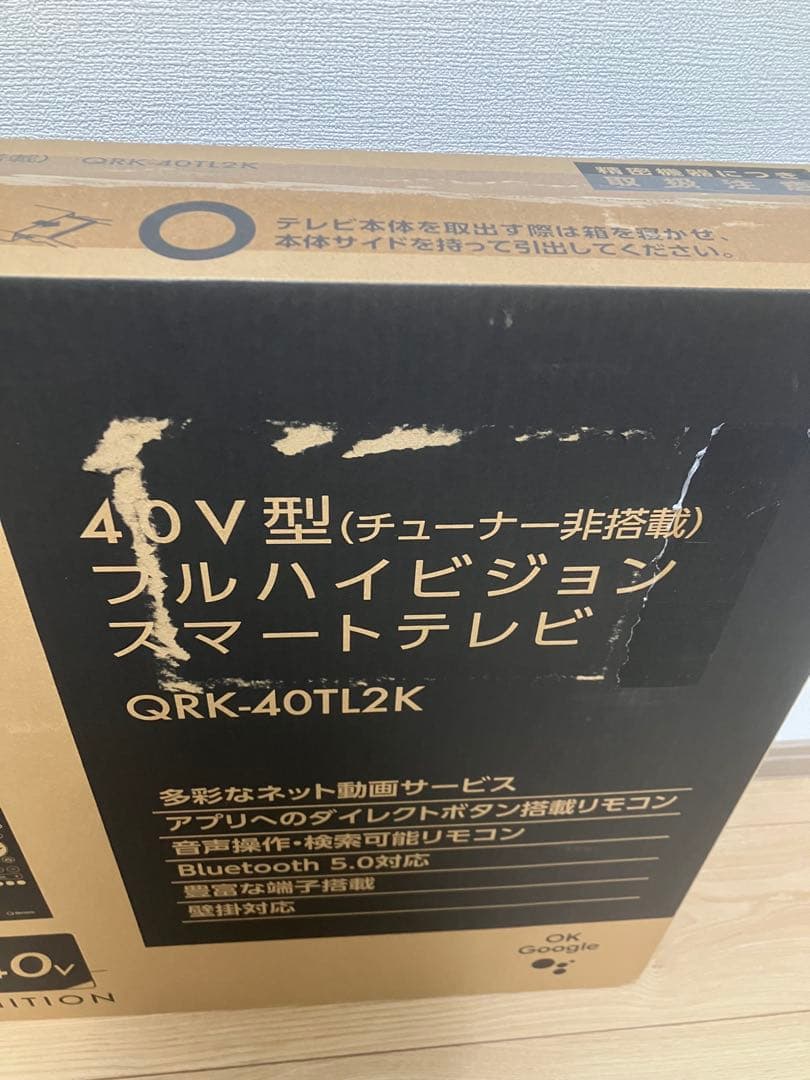 QRK-40TL2K
精密機器につき
取扱注意
テレビ本体を取出す際は箱を寝かせ、
本体サイドを持って引出してください。
40V型(チューナー非搭載)
フルハイビジョン
スマートテレビ
QRK-40TL2K
多彩なネット動画サービス
アプリへのダイレクトボタン搭載リモコン
音声操作・検索可能リモコン
Bluetooth 5.0対応
豊富な端子搭載
壁掛対応
OK
Google
40V
NITION